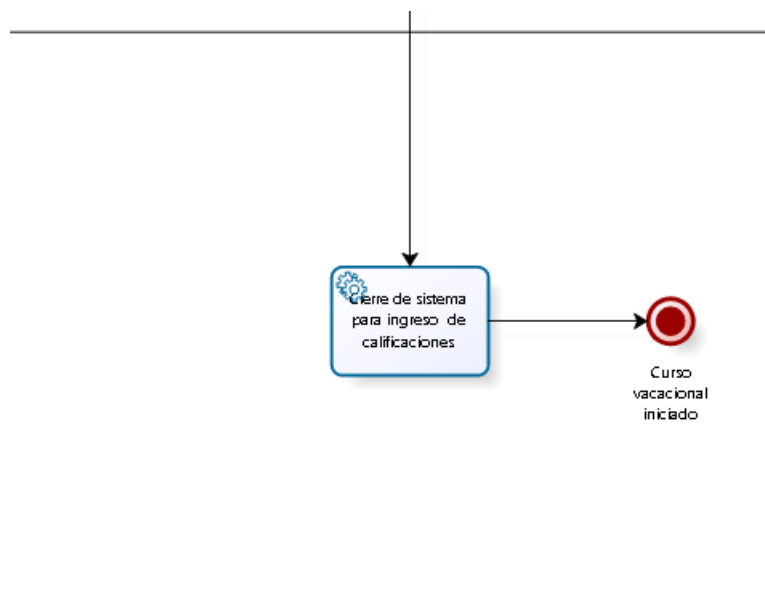 Cierre de sistema
para ingreso de
calificaciones
Curso
vacacional
iniciado